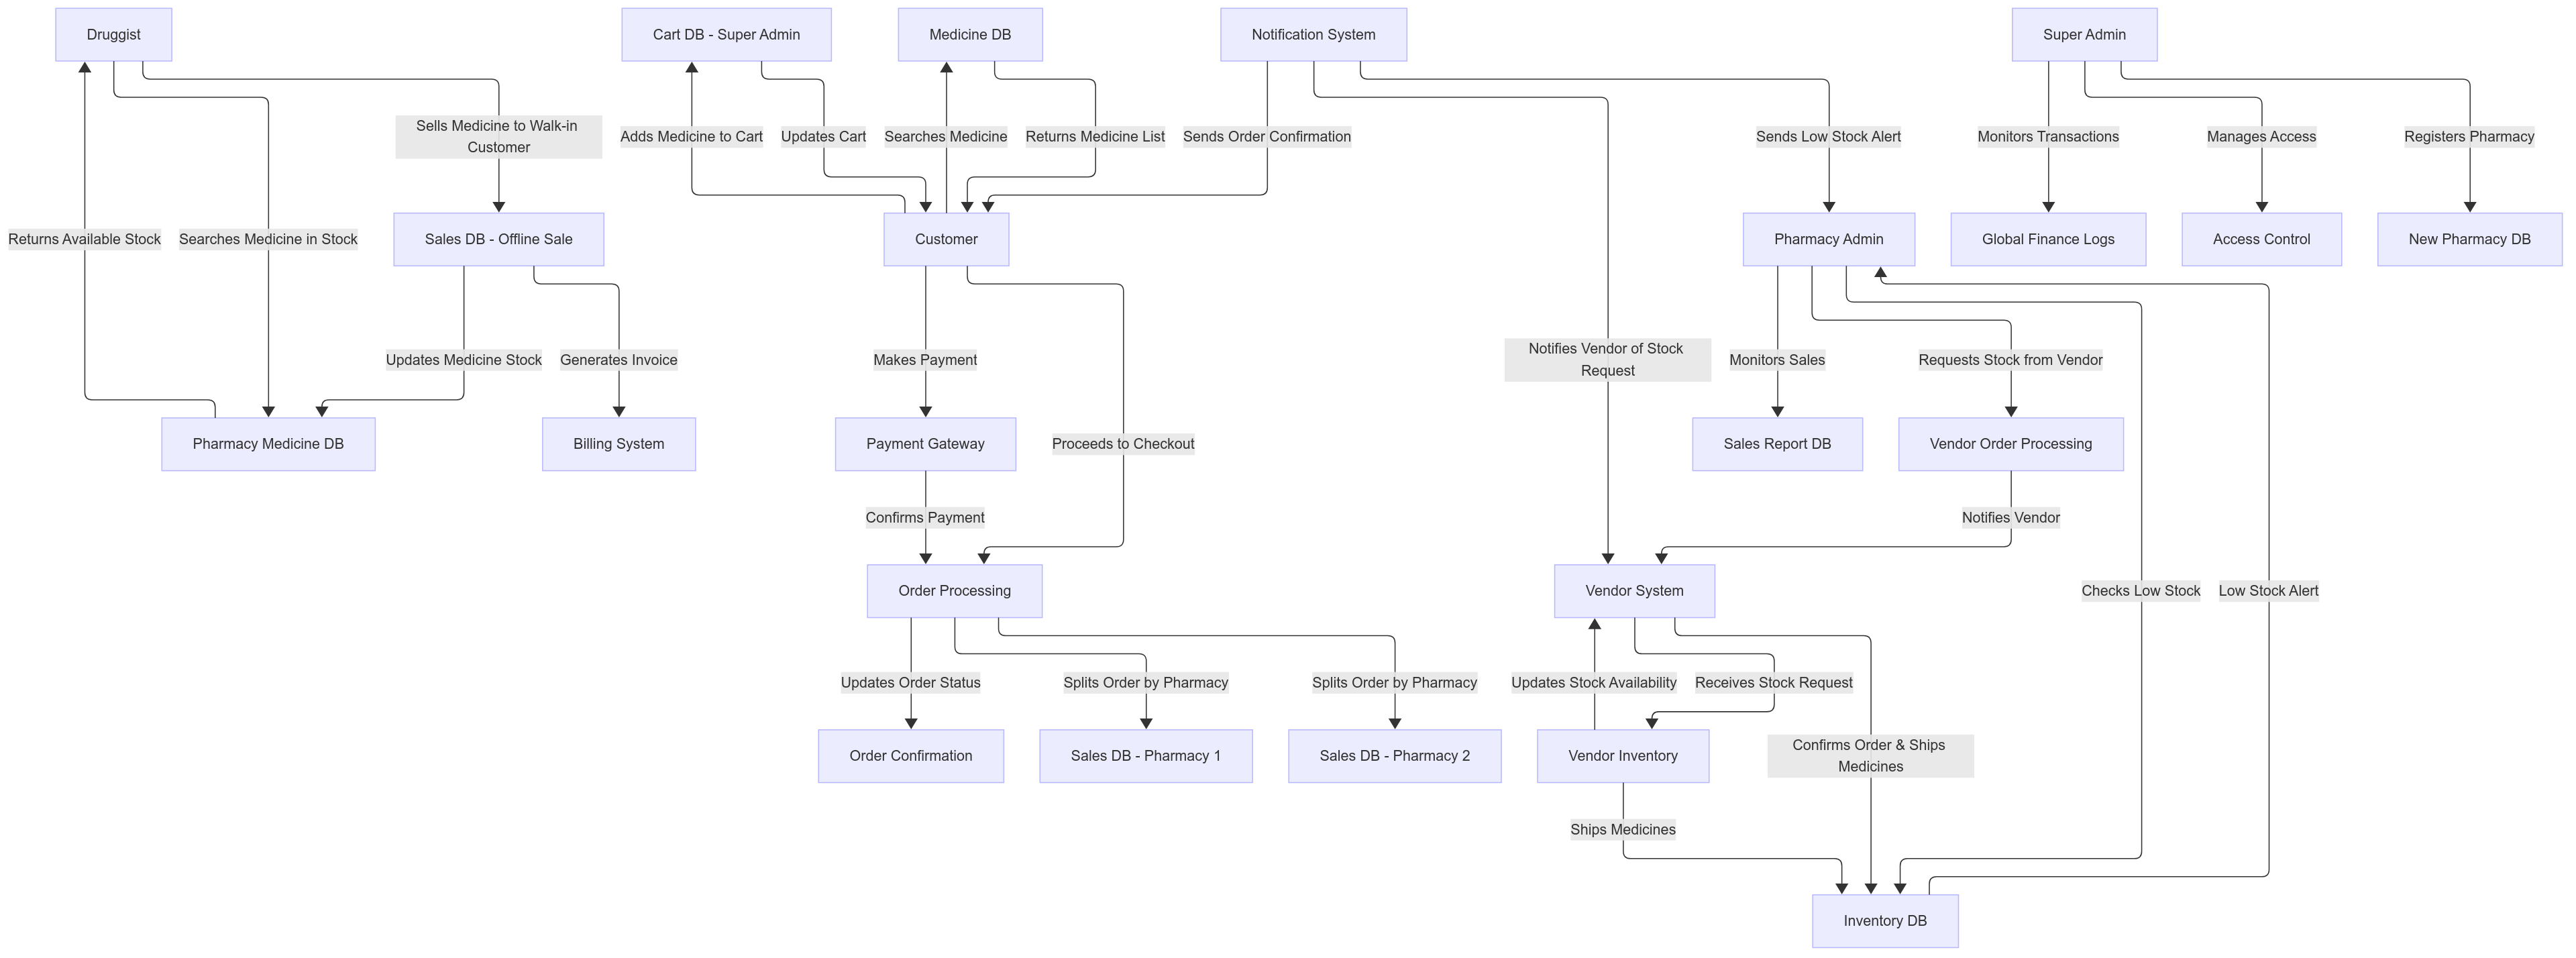 Druggist
Cart DB - Super Admin
Medicine DB
Notification System
Super Admin
Sells Medicine to Walk-in
Customer
Adds Medicine to Cart
Updates Cart
Searches Medicine
Returns Medicine List
Sends Order Confirmation
Sends Low Stock Alert
Monitors Transactions
Manages Access
Registers Pharmacy
Returns Available Stock
Searches Medicine in Stock
Sales DB - Offline Sale
Customer
Pharmacy Admin
Global Finance Logs
Access Control
New Pharmacy DB
Updates Medicine Stock
Generates Invoice
Makes Payment
Notifies Vendor of Stock
Request
Monitors Sales
Requests Stock from Vendor
Pharmacy Medicine DB
Billing System
Payment Gateway
Proceeds to Checkout
Sales Report DB
Vendor Order Processing
Confirms Payment
Notifies Vendor
Order Processing
Vendor System
Checks Low Stock
Low Stock Alert
Updates Order Status
Splits Order by Pharmacy
Splits Order by Pharmacy
Updates Stock Availability
Receives Stock Request
Order Confirmation
Sales DB - Pharmacy 1
Sales DB - Pharmacy 2
Vendor Inventory
Confirms Order & Ships
Medicines
Ships Medicines
Inventory DB